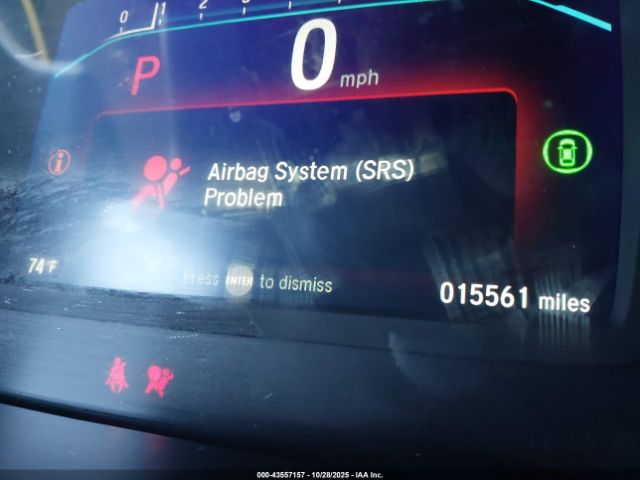 0 1 2 3
P 0 mph
Airbag System (SRS)
Problem
74°F
Press ENTER to dismiss
015561 miles
000-43557157 - 10/28/2025 - IAA Inc.